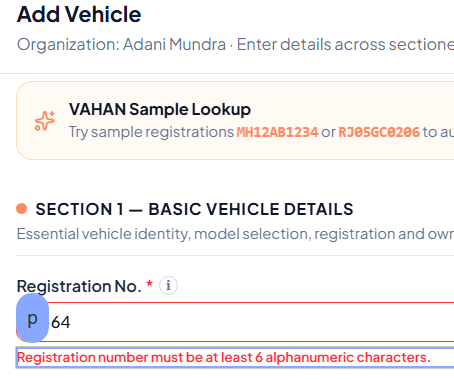 Add Vehicle
Organization: Adani Mundra · Enter details across sectione
VAHAN Sample Lookup
Try sample registrations MH12AB1234 or RJ05GC0206 to au
SECTION 1 — BASIC VEHICLE DETAILS
Essential vehicle identity, model selection, registration and own
Registration No. * i
p 64
Registration number must be at least 6 alphanumeric characters.